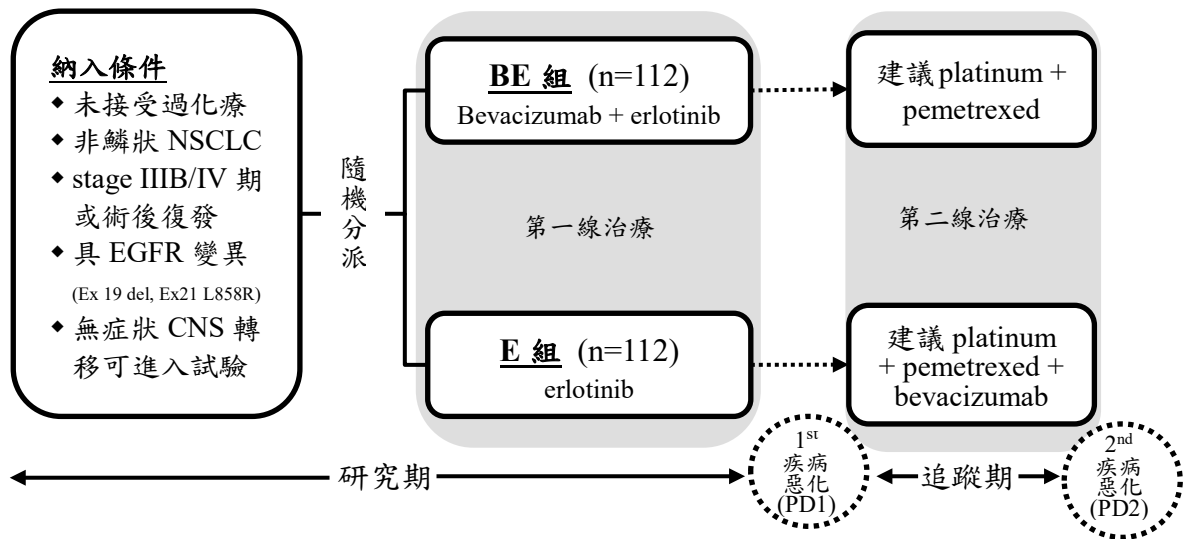 納入條件
◆ 未接受過化療
◆ 非鱗狀 NSCLC
◆ stage IIIB/IV 期
或術後復發
◆ 具 EGFR 變異
(Ex 19 del, Ex21 L858R)
◆ 無症狀 CNS 轉
移可進入試驗
隨機分派
BE 組 (n=112)
Bevacizumab + erlotinib
第一線治療
E 組 (n=112)
erlotinib
建議 platinum +
pemetrexed
第二線治療
建議 platinum
+ pemetrexed +
bevacizumab
研究期
1st
疾病
惡化
(PD1)
追蹤期
2nd
疾病
惡化
(PD2)